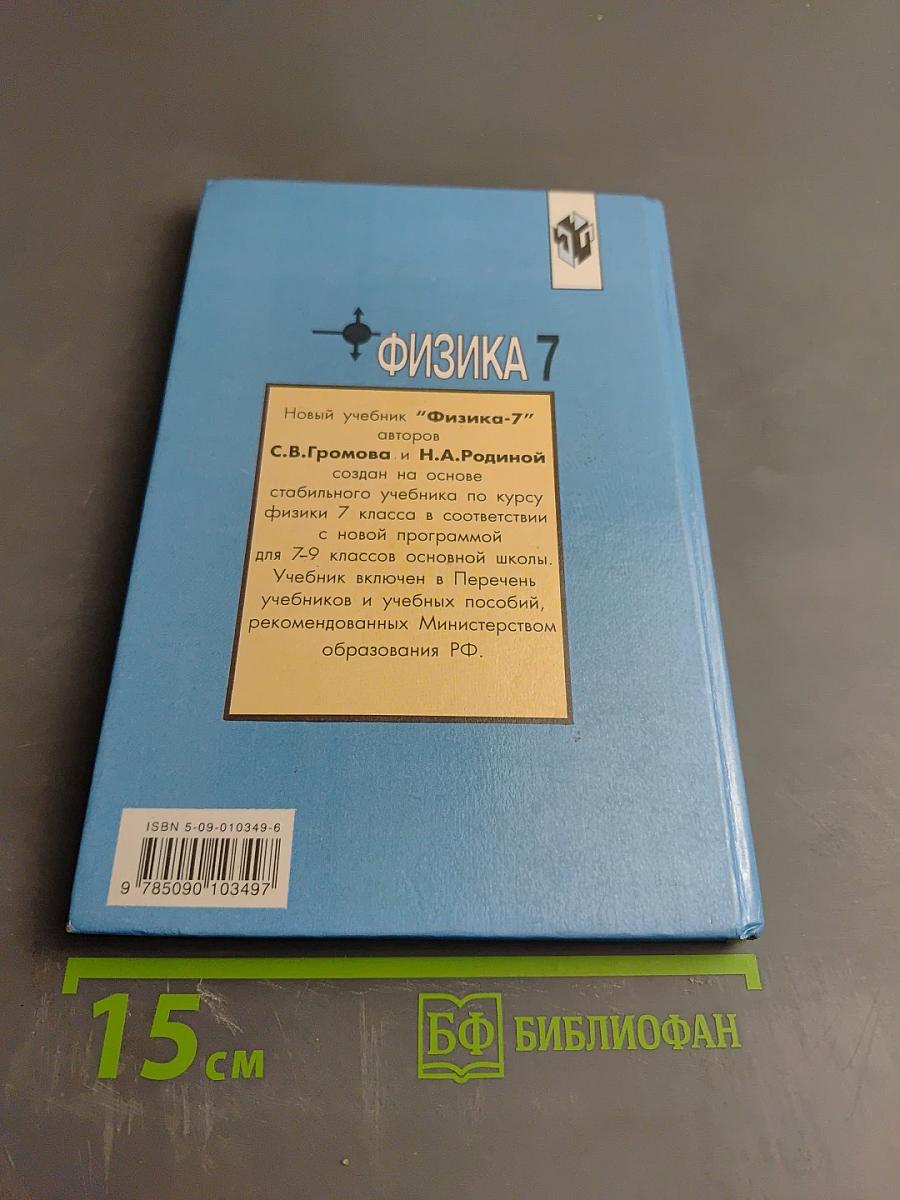 ФИЗИКА 7
Новый учебник "Физика-7"
авторов
С.В.Громова и Н.А.Родиной
создан на основе
стабильного учебника по курсу
физики 7 класса в соответствии
с новой программой
для 7-9 классов основной школы.
Учебник включен в Перечень
учебников и учебных пособий,
рекомендованных Министерством
образования РФ.
ISBN 5-09-010349-6
9 785090 103497
15 см
БФ БИБЛИОФАН